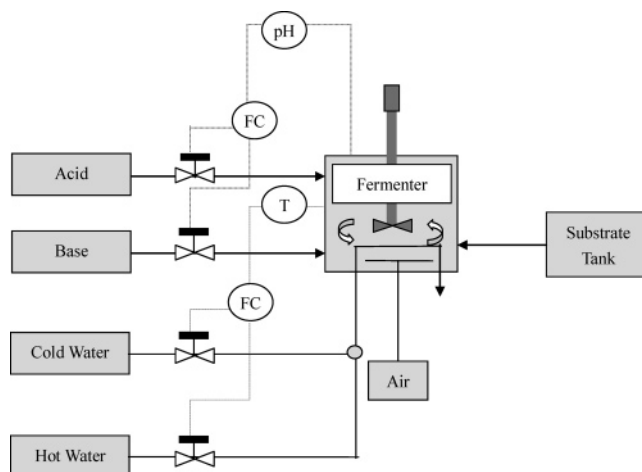 pH
FC
Acid
Fermenter
T
Base
Substrate
Tank
FC
Cold Water
Air
Hot Water